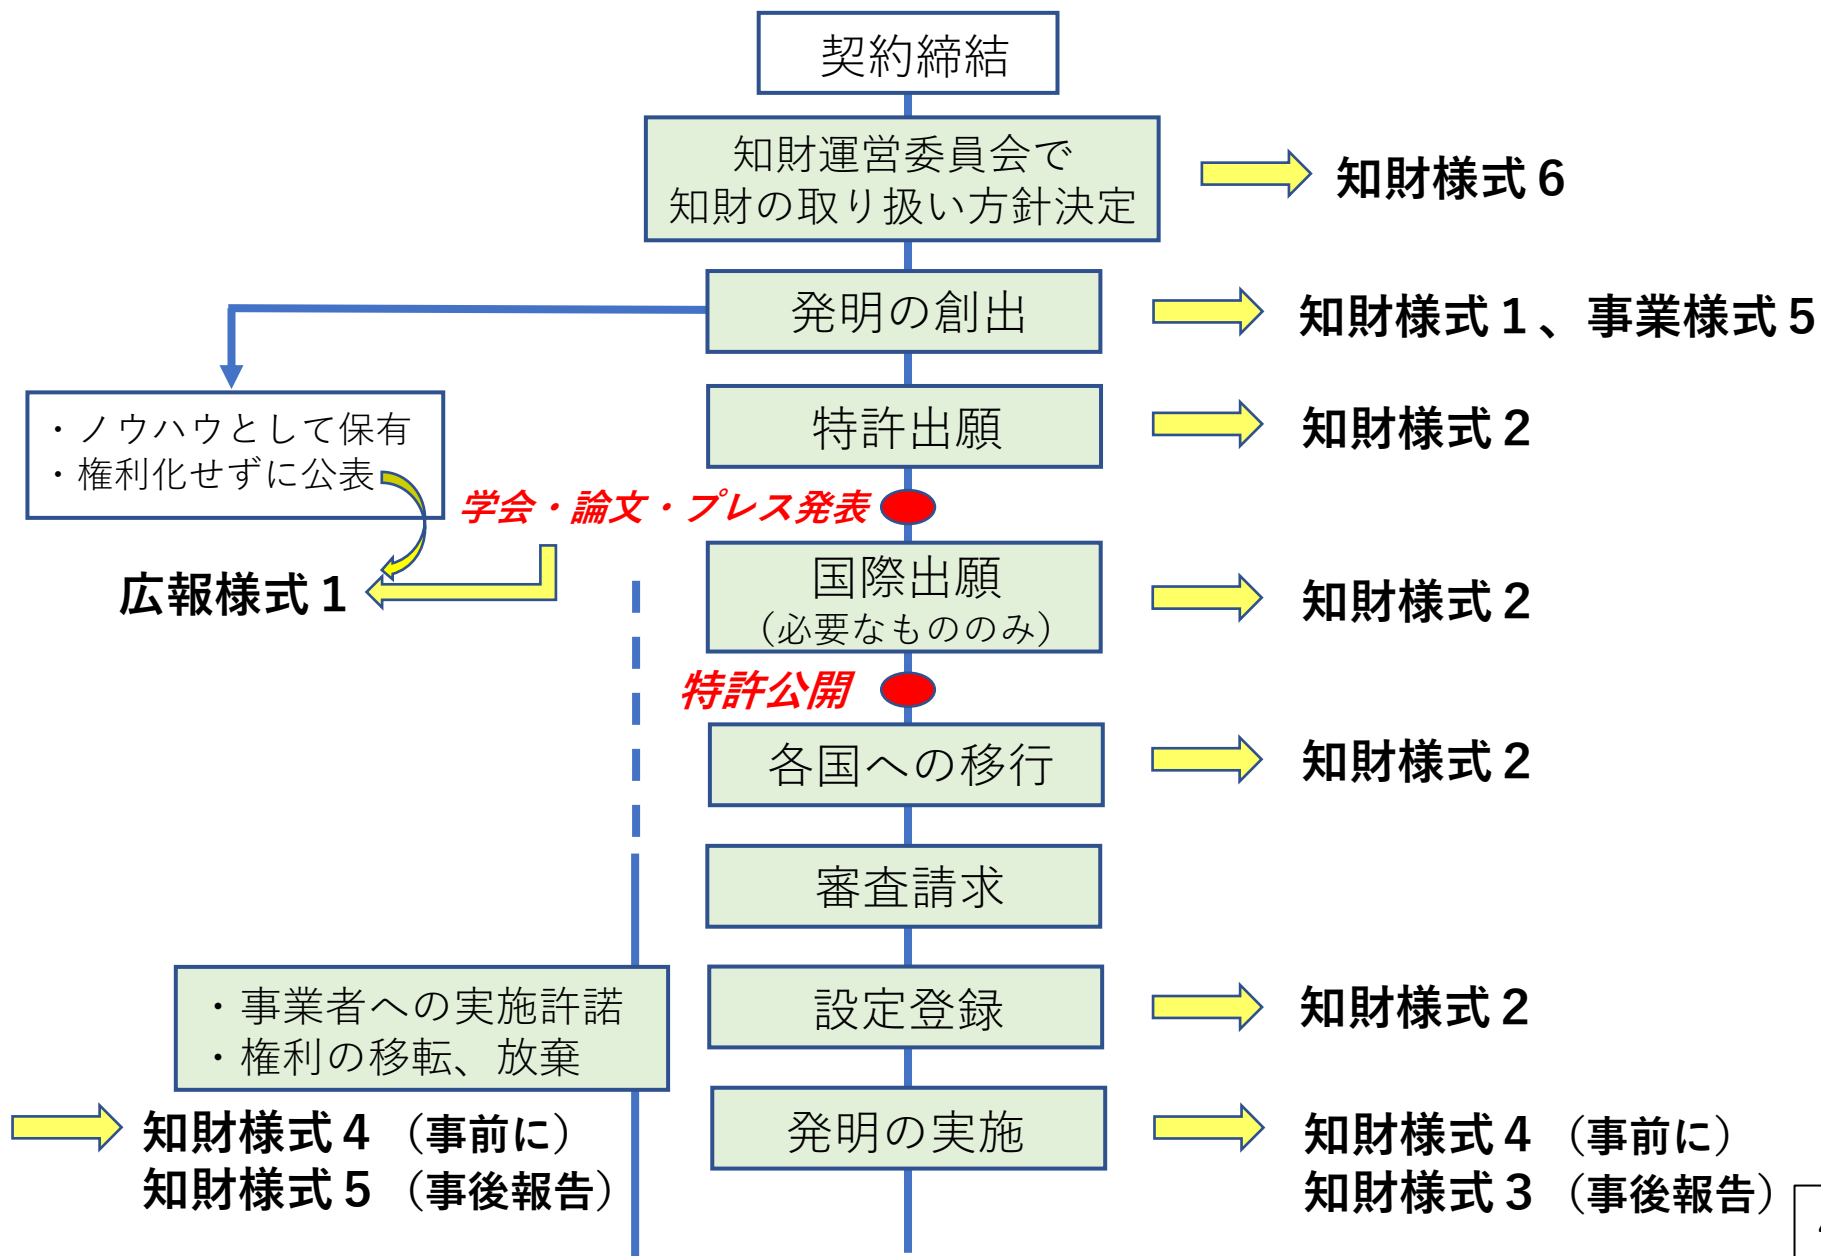 契約締結
知財運営委員会で
知財の取り扱い方針決定
知財様式６
発明の創出
知財様式１、事業様式５
・ノウハウとして保有
・権利化せずに公表
特許出願
知財様式２
学会・論文・プレス発表
広報様式１
国際出願
（必要なもののみ）
知財様式２
特許公開
各国への移行
知財様式２
審査請求
・事業者への実施許諾
・権利の移転、放棄
設定登録
知財様式２
知財様式４（事前に）
知財様式５（事後報告）
発明の実施
知財様式４（事前に）
知財様式３（事後報告）